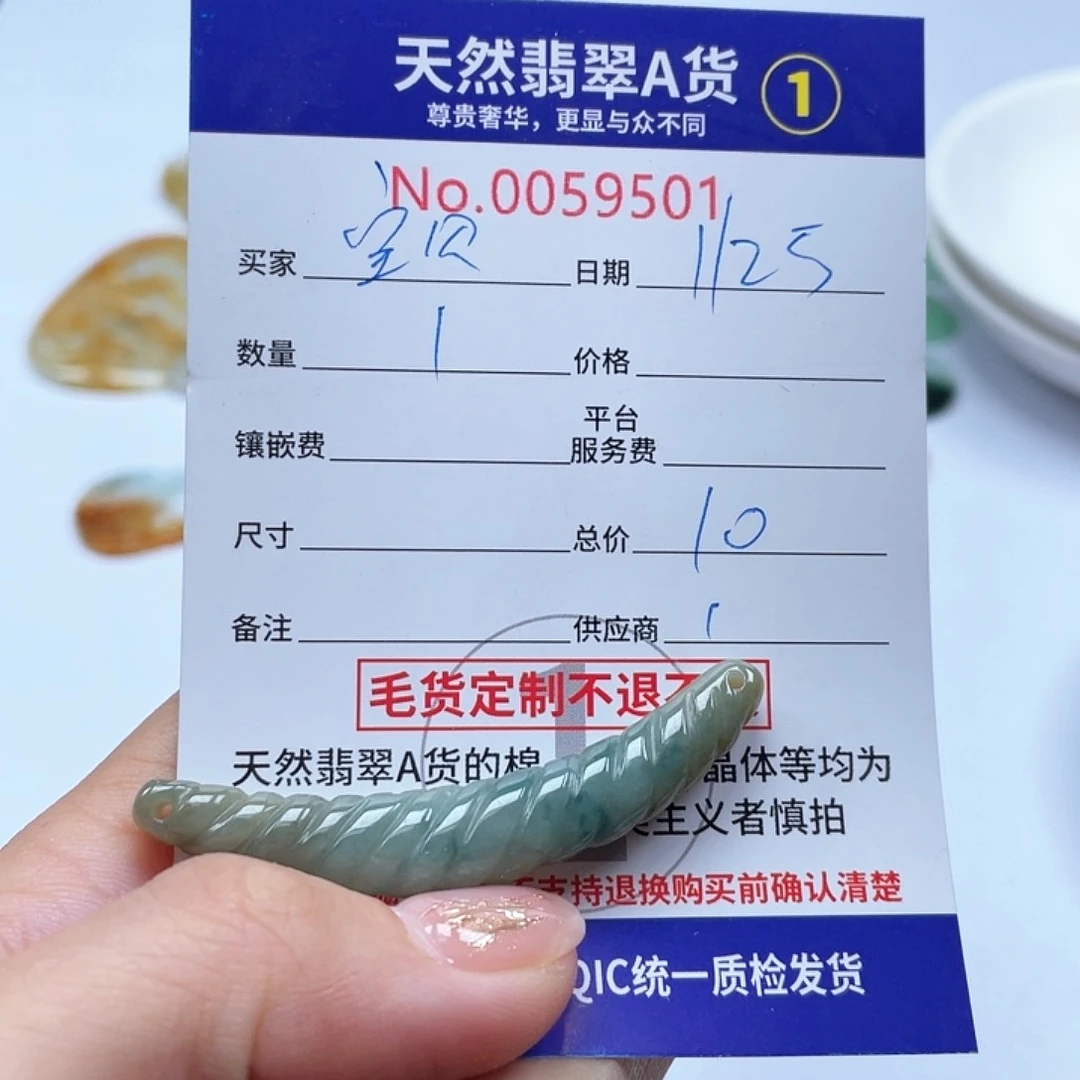 天然翡翠A货 1
尊贵奢华，更显与众不同
No.0059501
买家 宝贝 日期 1/25
数量 1 价格
镶嵌费 平台服务费
尺寸 总价 10
备注 供应商 1
毛货定制不退不
天然翡翠A货的棉 晶体等均为
主义者慎拍
支持退换购买前确认清楚
QIC统一质检发货